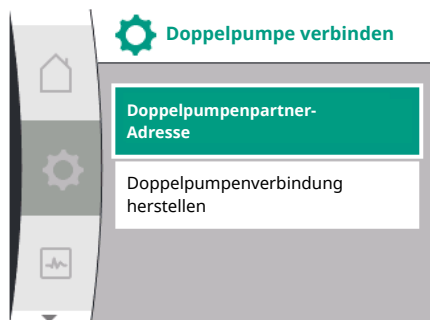 Doppelpumpe verbinden
Doppelpumpenpartner-
Adresse
Doppelpumpenverbindung
herstellen